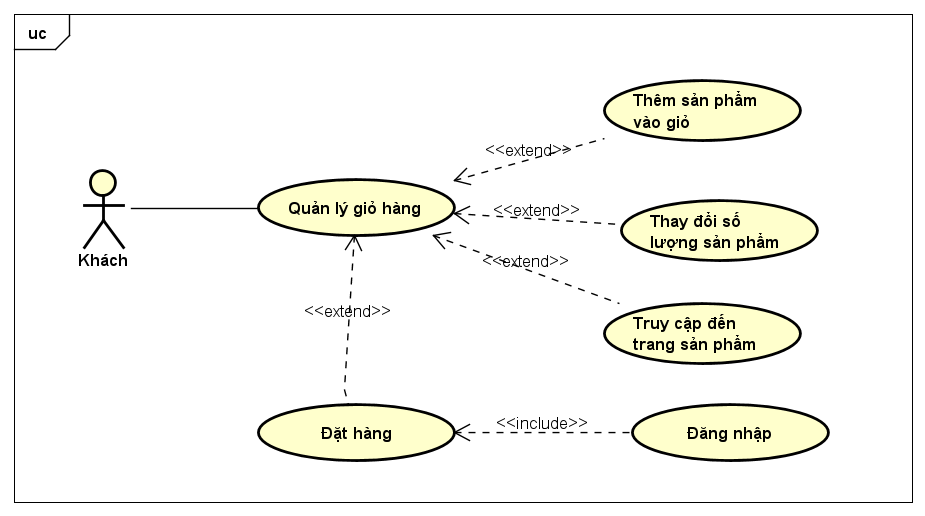 uc
Thêm sản phẩm
vào giỏ
<<extend>>
Quản lý giỏ hàng
<<extend>>
Thay đổi số
lượng sản phẩm
Khách
<<extend>>
<<extend>>
Truy cập đến
trang sản phẩm
Đặt hàng
<<include>>
Đăng nhập